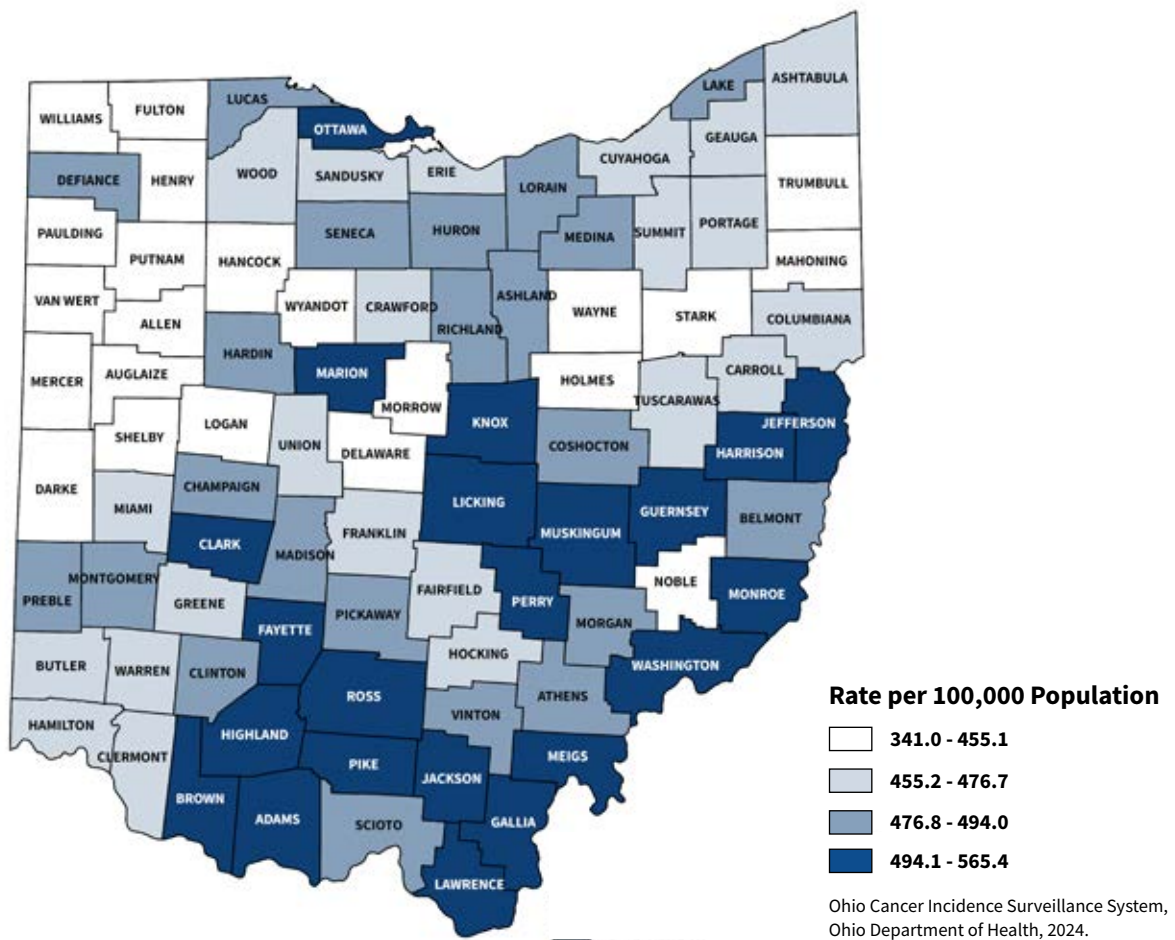 ASHTABULA
LAKE
LUCAS
FULTON
WILLIAMS
OTTAWA
GEAUGA
CUYAHOGA
ERIE
WOOD
SANDUSKY
DEFIANCE
HENRY
TRUMBULL
LORAIN
PORTAGE
SUMMIT
MEDINA
HURON
SENECA
PAULDING
PUTNAM
HANCOCK
MAHONING
VAN WERT
WYANDOT
CRAWFORD
ASHLAND
WAYNE
STARK
COLUMBIANA
ALLEN
RICHLAND
HARDIN
MARION
AUGLAIZE
MERCER
CARROLL
HOLMES
TUSCARAWAS
MORROW
KNOX
LOGAN
JEFFERSON
SHELBY
UNION
COSHOCTON
DELAWARE
HARRISON
DARKE
CHAMPAIGN
LICKING
MIAMI
GUERNSEY
BELMONT
FRANKLIN
MUSKINGUM
CLARK
MADISON
MONTGOMERY
NOBLE
FAIRFIELD
MONROE
PREBLE
GREENE
PERRY
PICKAWAY
MORGAN
FAYETTE
HOCKING
BUTLER
WARREN
CLINTON
WASHINGTON
ROSS
ATHENS
VINTON
HAMILTON
HIGHLAND
CLERMONT
MEIGS
PIKE
JACKSON
BROWN
ADAMS
SCIOTO
GALLIA
LAWRENCE
Rate per 100,000 Population
341.0 - 455.1
455.2 - 476.7
476.8 - 494.0
494.1 - 565.4
Ohio Cancer Incidence Surveillance System,
Ohio Department of Health, 2024.